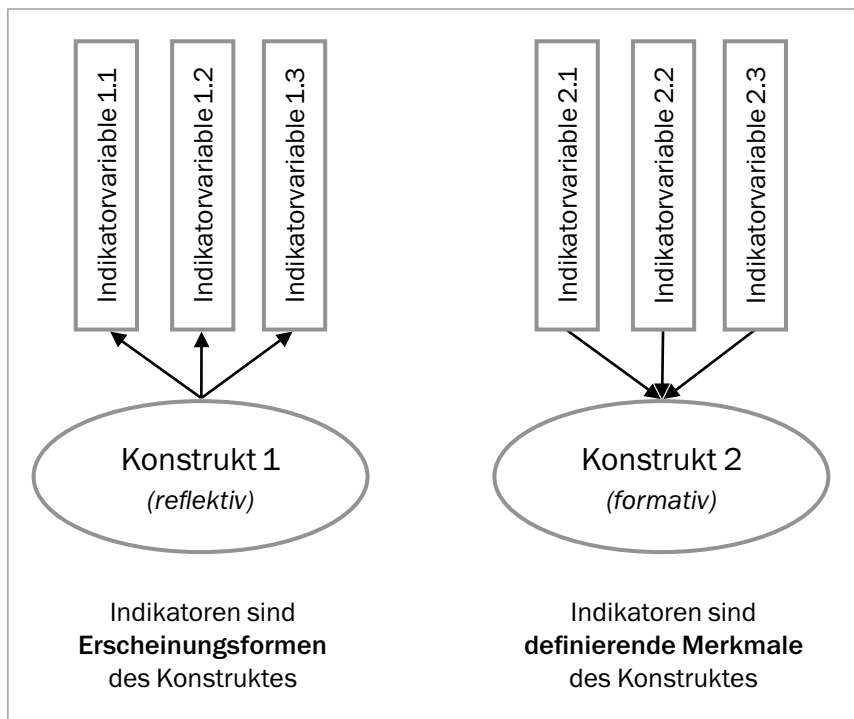 Indikatorvariable 1.1
Indikatorvariable 1.2
Indikatorvariable 1.3
Konstrukt 1
(reflektiv)
Indikatoren sind
Erscheinungsformen
des Konstruktes
Indikatorvariable 2.1
Indikatorvariable 2.2
Indikatorvariable 2.3
Konstrukt 2
(formativ)
Indikatoren sind
definierende Merkmale
des Konstruktes